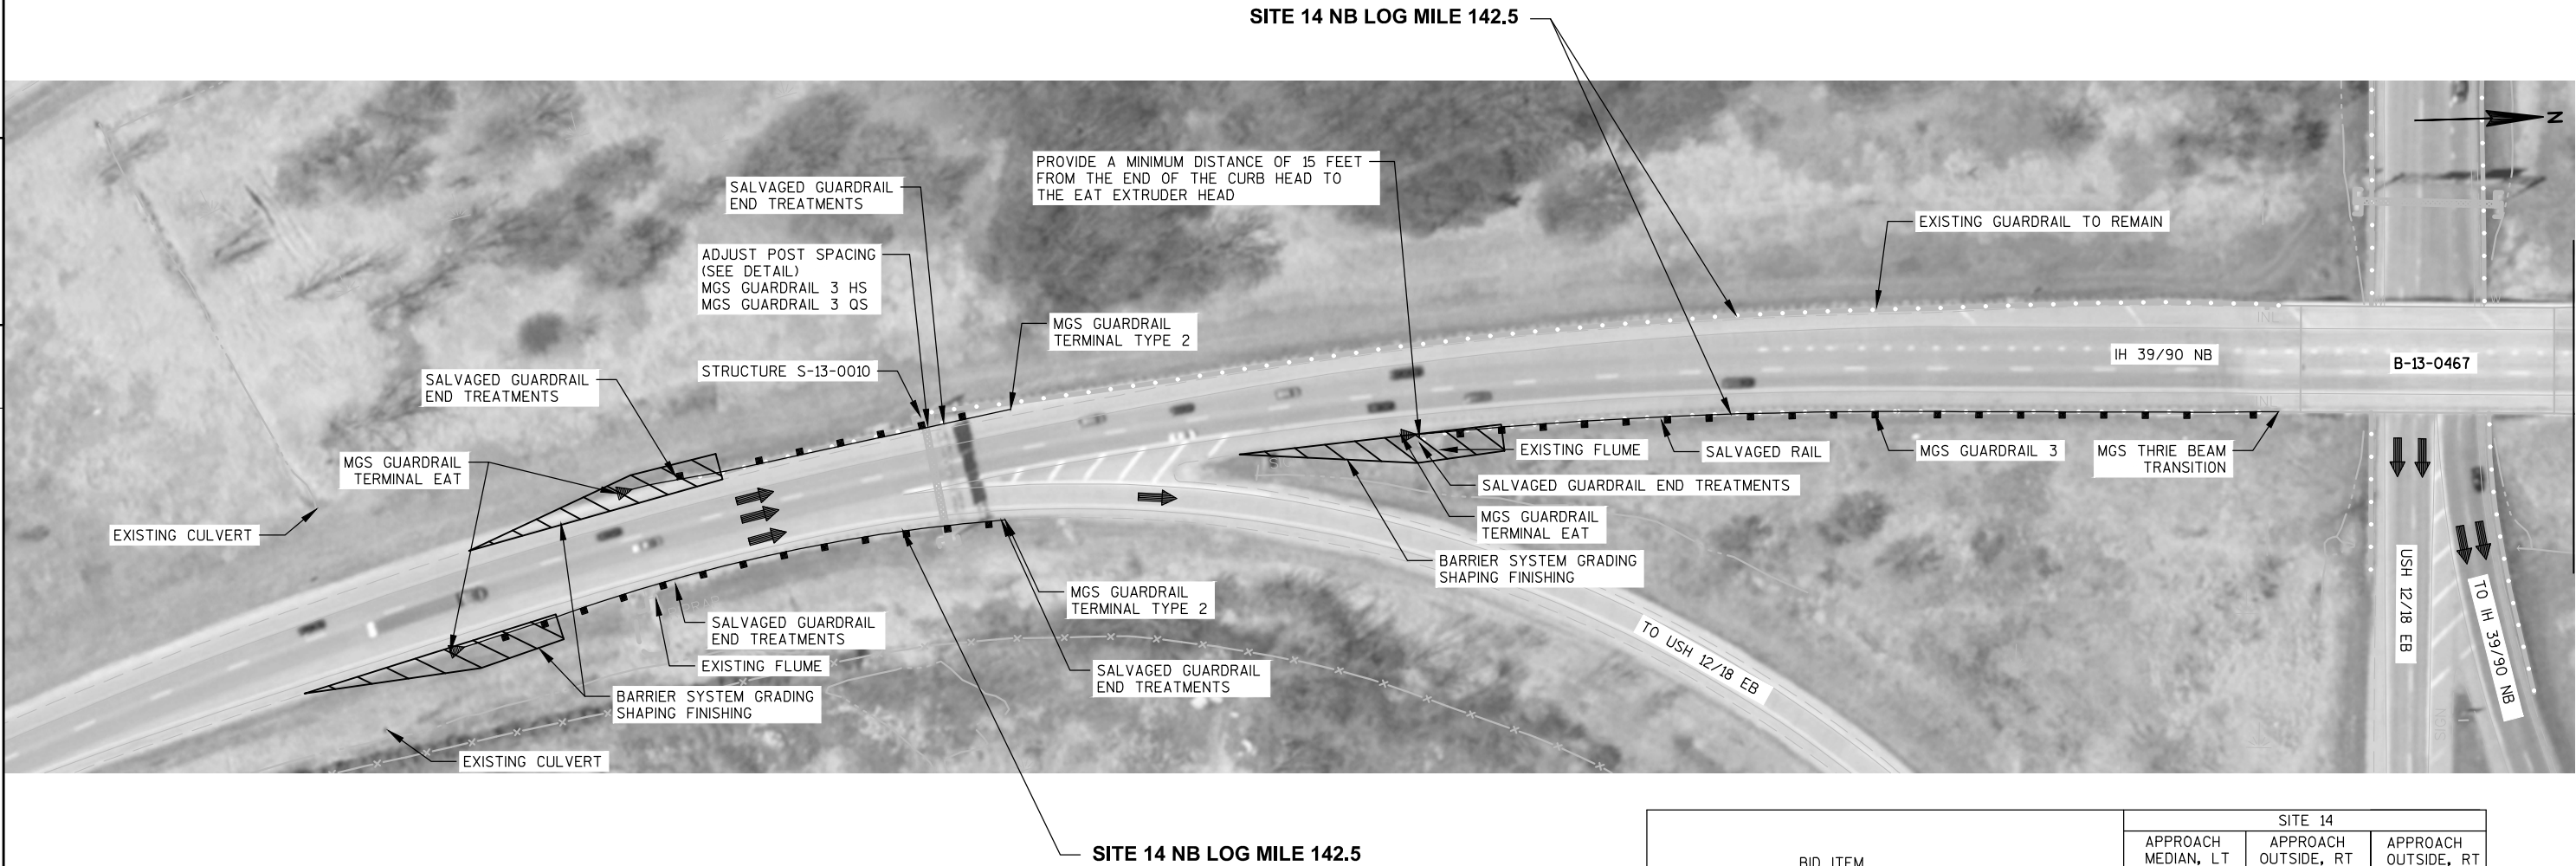 SITE 14 NB LOG MILE 142.5
N
PROVIDE A MINIMUM DISTANCE OF 15 FEET
FROM THE END OF THE CURB HEAD TO
THE EAT EXTRUDER HEAD
SALVAGED GUARDRAIL
END TREATMENTS
EXISTING GUARDRAIL TO REMAIN
ADJUST POST SPACING
(SEE DETAIL)
MGS GUARDRAIL 3 HS
MGS GUARDRAIL 3 QS
MGS GUARDRAIL
TERMINAL TYPE 2
STRUCTURE S-13-0010
IH 39/90 NB
B-13-0467
SALVAGED GUARDRAIL
END TREATMENTS
MGS GUARDRAIL
TERMINAL EAT
EXISTING FLUME
SALVAGED RAIL
MGS GUARDRAIL 3
MGS THRIE BEAM
TRANSITION
SALVAGED GUARDRAIL END TREATMENTS
EXISTING CULVERT
MGS GUARDRAIL
TERMINAL EAT
BARRIER SYSTEM GRADING
SHAPING FINISHING
MGS GUARDRAIL
TERMINAL TYPE 2
USH 12/18 EB
TO IH 39/90 NB
SALVAGED GUARDRAIL
END TREATMENTS
TO USH 12/18 EB
EXISTING FLUME
SALVAGED GUARDRAIL
END TREATMENTS
BARRIER SYSTEM GRADING
SHAPING FINISHING
EXISTING CULVERT
SITE 14 NB LOG MILE 142.5
SITE 14
APPROACH
MEDIAN, LT
APPROACH
OUTSIDE, RT
APPROACH
OUTSIDE, RT
BID ITEM